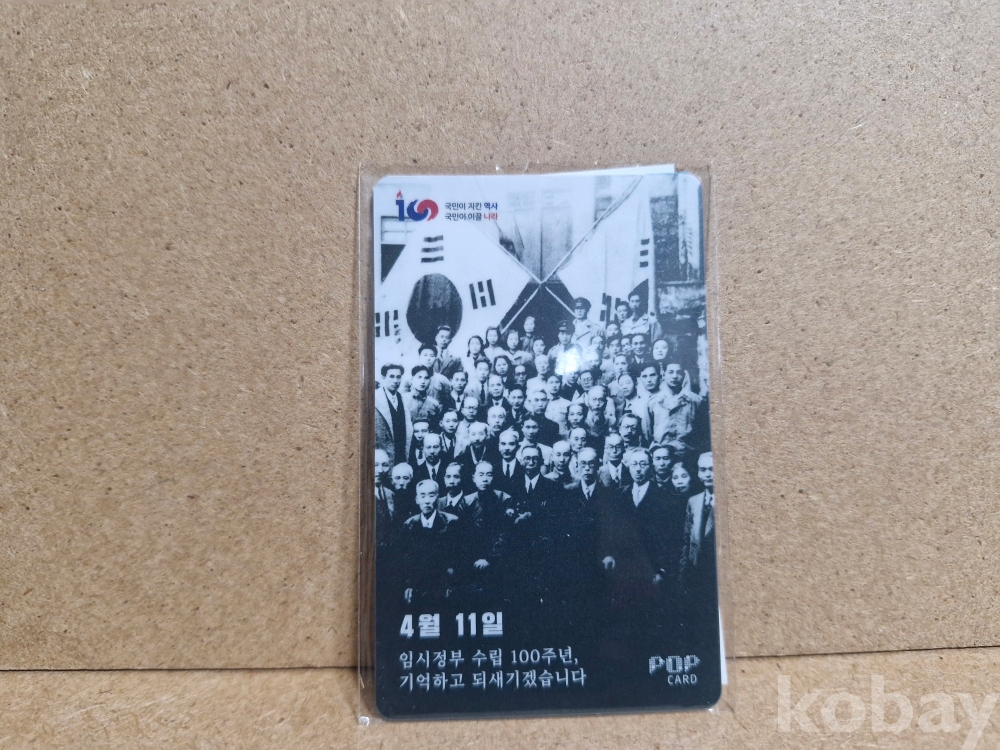 100
국민이 지킨 역사
국민이 이끌 나라
4월 11일
임시정부 수립 100주년,
기억하고 되새기겠습니다
POP
CARD
kobay